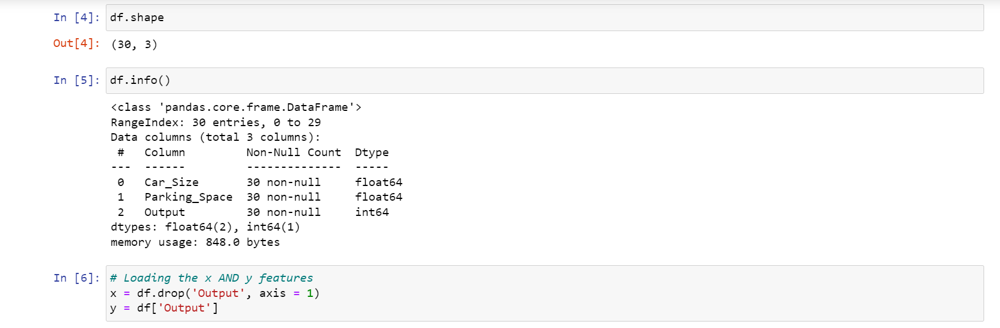 In [4]: df.shape
Out[4]: (30, 3)
In [5]: df.info()
<class 'pandas.core.frame.DataFrame'>
RangeIndex: 30 entries, 0 to 29
Data columns (total 3 columns):
 #   Column         Non-Null Count  Dtype
---  ------         --------------  -----
 0   Car_Size       30 non-null     float64
 1   Parking_Space  30 non-null     float64
 2   Output         30 non-null     int64
dtypes: float64(2), int64(1)
memory usage: 848.0 bytes
In [6]: # Loading the x AND y features
x = df.drop('Output', axis = 1)
y = df['Output']